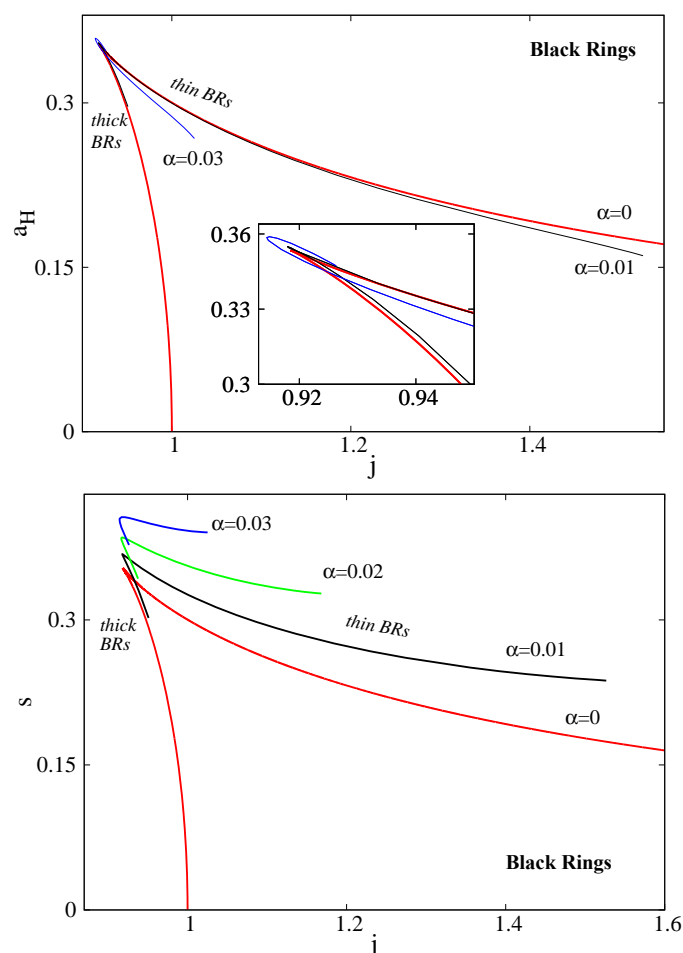 Black Rings
thin BRs
0.3
thick
BRs
α=0.03
a_H
α=0
0.36
α=0.01
0.15
0.33
0.3
0.92
0.94
0
1
1.2
1.4
j
α=0.03
α=0.02
0.3
thick
BRs
thin BRs
α=0.01
s
α=0
0.15
Black Rings
0
1
1.2
1.4
1.6
j